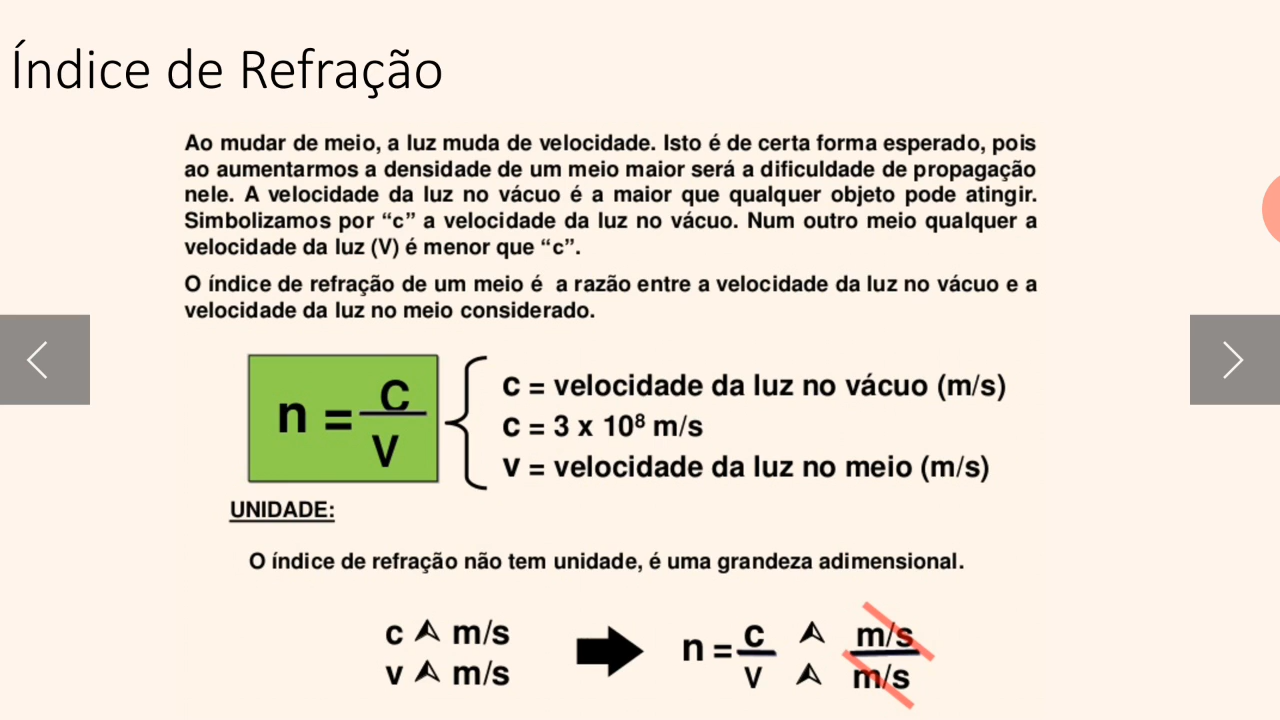 Índice de Refração
Ao mudar de meio, a luz muda de velocidade. Isto é de certa forma esperado, pois
ao aumentarmos a densidade de um meio maior será a dificuldade de propagação
nele. A velocidade da luz no vácuo é a maior que qualquer objeto pode atingir.
Simbolizamos por “c” a velocidade da luz no vácuo. Num outro meio qualquer a
velocidade da luz (V) é menor que “c”.
O índice de refração de um meio é a razão entre a velocidade da luz no vácuo e a
velocidade da luz no meio considerado.
n = c
v
c = velocidade da luz no vácuo (m/s)
c = 3 x 10⁸ m/s
v = velocidade da luz no meio (m/s)
UNIDADE:
O índice de refração não tem unidade, é uma grandeza adimensional.
c ⮝ m/s
v ⮝ m/s
n = c ⮝ m/s
v ⮝ m/s